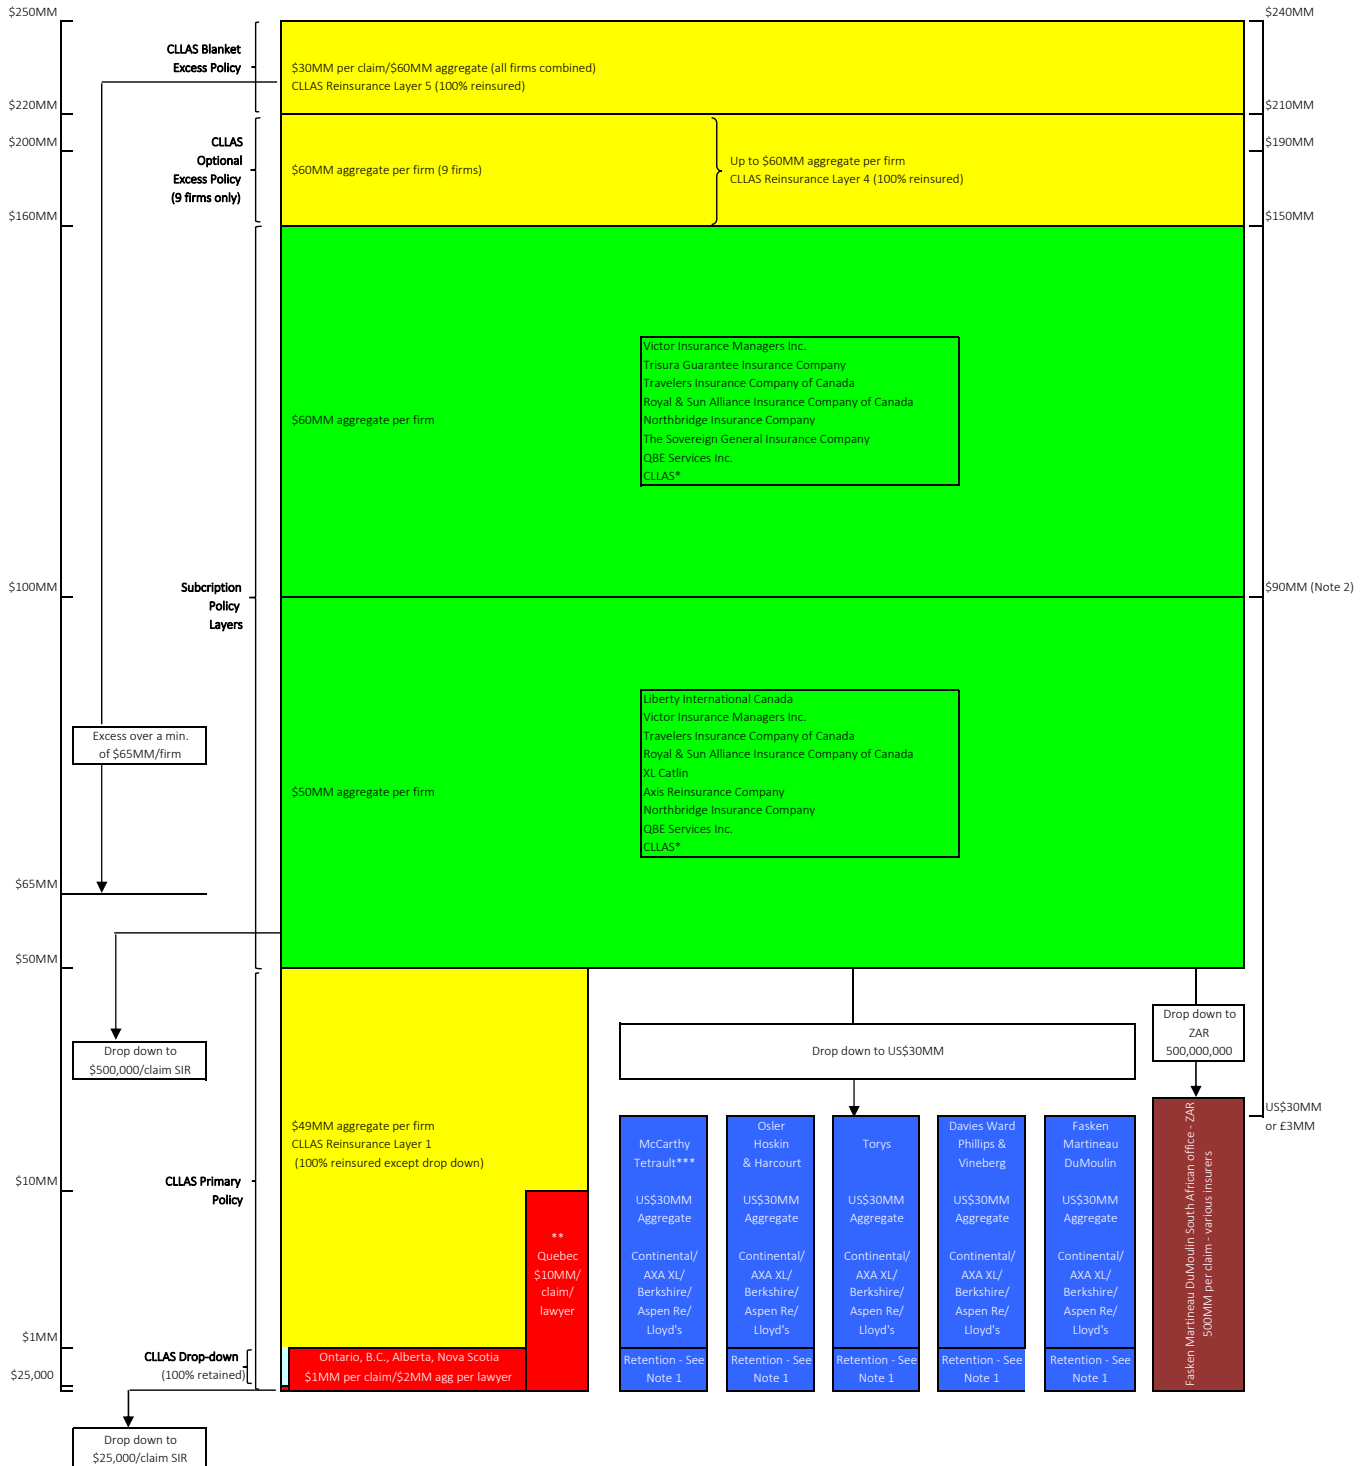 $250MM
$240MM
CLLAS Blanket
Excess Policy
$30MM per claim/$60MM aggregate (all firms combined)
CLLAS Reinsurance Layer 5 (100% reinsured)
$220MM
$210MM
$200MM
$190MM
CLLAS
Optional
Excess Policy
(9 firms only)
$60MM aggregate per firm (9 firms)
Up to $60MM aggregate per firm
CLLAS Reinsurance Layer 4 (100% reinsured)
$160MM
$150MM
Victor Insurance Managers Inc.
Trisura Guarantee Insurance Company
Travelers Insurance Company of Canada
Royal & Sun Alliance Insurance Company of Canada
Northbridge Insurance Company
The Sovereign General Insurance Company
QBE Services Inc.
CLLAS*
$60MM aggregate per firm
$100MM
Subcription
Policy
Layers
$90MM (Note 2)
Liberty International Canada
Victor Insurance Managers Inc.
Travelers Insurance Company of Canada
Royal & Sun Alliance Insurance Company of Canada
XL Catlin
Axis Reinsurance Company
Northbridge Insurance Company
QBE Services Inc.
CLLAS*
Excess over a min.
of $65MM/firm
$50MM aggregate per firm
$65MM
$50MM
Drop down to
$500,000/claim SIR
Drop down to US$30MM
Drop down to
ZAR
500,000,000
US$30MM
or £3MM
$49MM aggregate per firm
CLLAS Reinsurance Layer 1
(100% reinsured except drop down)
$10MM
CLLAS Primary
Policy
**
Quebec
$10MM/
claim/
lawyer
McCarthy
Tetrault***
US$30MM
Aggregate
Continental/
AXA XL/
Berkshire/
Aspen Re/
Lloyd's
Osler
Hoskin
& Harcourt
US$30MM
Aggregate
Continental/
AXA XL/
Berkshire/
Aspen Re/
Lloyd's
Torys
US$30MM
Aggregate
Continental/
AXA XL/
Berkshire/
Aspen Re/
Lloyd's
Davies Ward
Phillips &
Vineberg
US$30MM
Aggregate
Continental/
AXA XL/
Berkshire/
Aspen Re/
Lloyd's
Fasken
Martineau
DuMoulin
US$30MM
Aggregate
Continental/
AXA XL/
Berkshire/
Aspen Re/
Lloyd's
Fasken Martineau DuMoulin South African office - ZAR
500MM per claim - various insurers
$1MM
CLLAS Drop-down
(100% retained)
$25,000
Ontario, B.C., Alberta, Nova Scotia
$1MM per claim/$2MM agg per lawyer
Retention - See
Note 1
Retention - See
Note 1
Retention - See
Note 1
Retention - See
Note 1
Retention - See
Note 1
Drop down to
$25,000/claim SIR